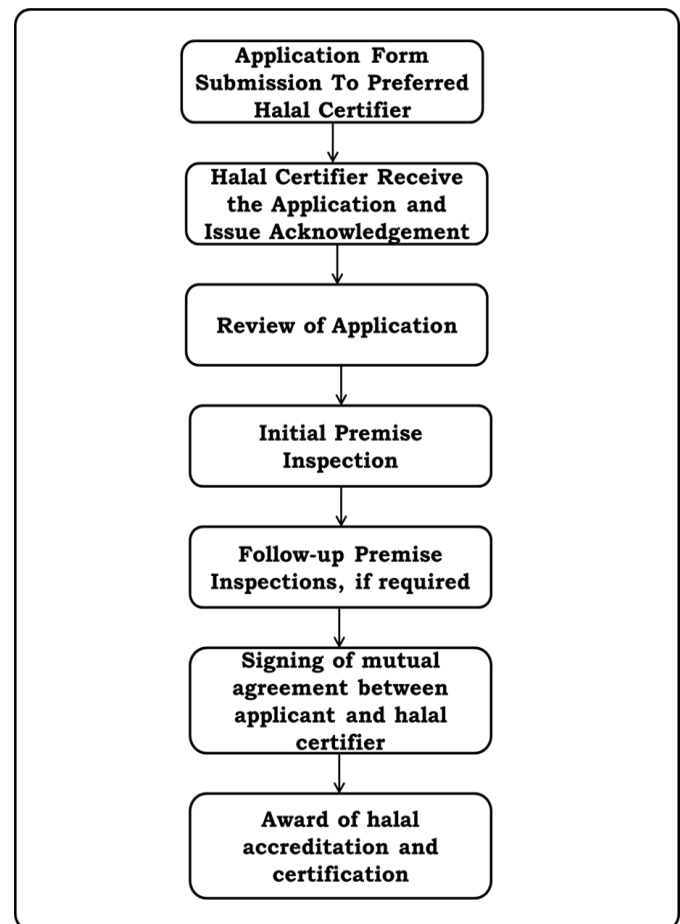 Application Form
Submission To Preferred
Halal Certifier
Halal Certifier Receive
the Application and
Issue Acknowledgement
Review of Application
Initial Premise
Inspection
Follow-up Premise
Inspections, if required
Signing of mutual
agreement between
applicant and halal
certifier
Award of halal
accreditation and
certification